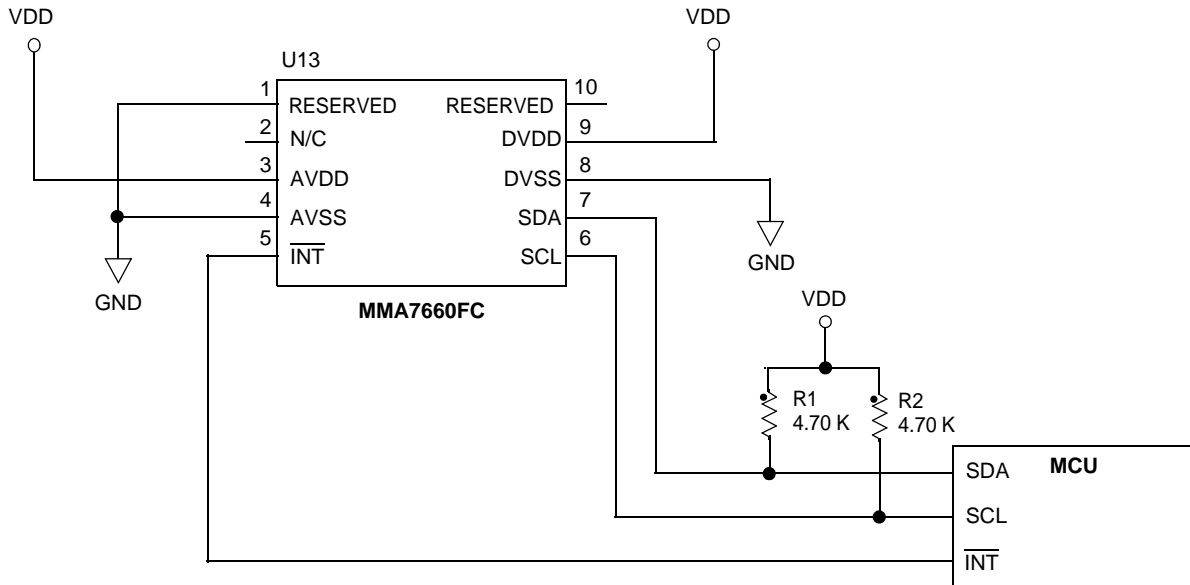 VDD
VDD
U13
1
RESERVED
RESERVED
10
2
N/C
DVDD
9
3
AVDD
DVSS
8
4
AVSS
SDA
7
5
INT
SCL
6
GND
GND
MMA7660FC
VDD
R1
4.70 K
R2
4.70 K
MCU
SDA
SCL
INT